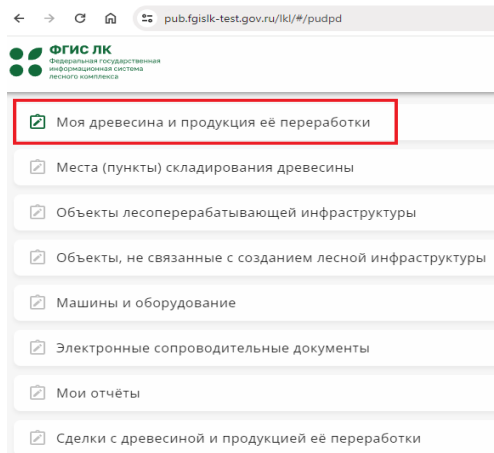 pub.fgislk-test.gov.ru/lkl/#/pudpd
ФГИС ЛК
Федеральная государственная
информационная система
лесного комплекса
Моя древесина и продукция её переработки
Места (пункты) складирования древесины
Объекты лесоперерабатывающей инфраструктуры
Объекты, не связанные с созданием лесной инфраструктуры
Машины и оборудование
Электронные сопроводительные документы
Мои отчёты
Сделки с древесиной и продукцией её переработки